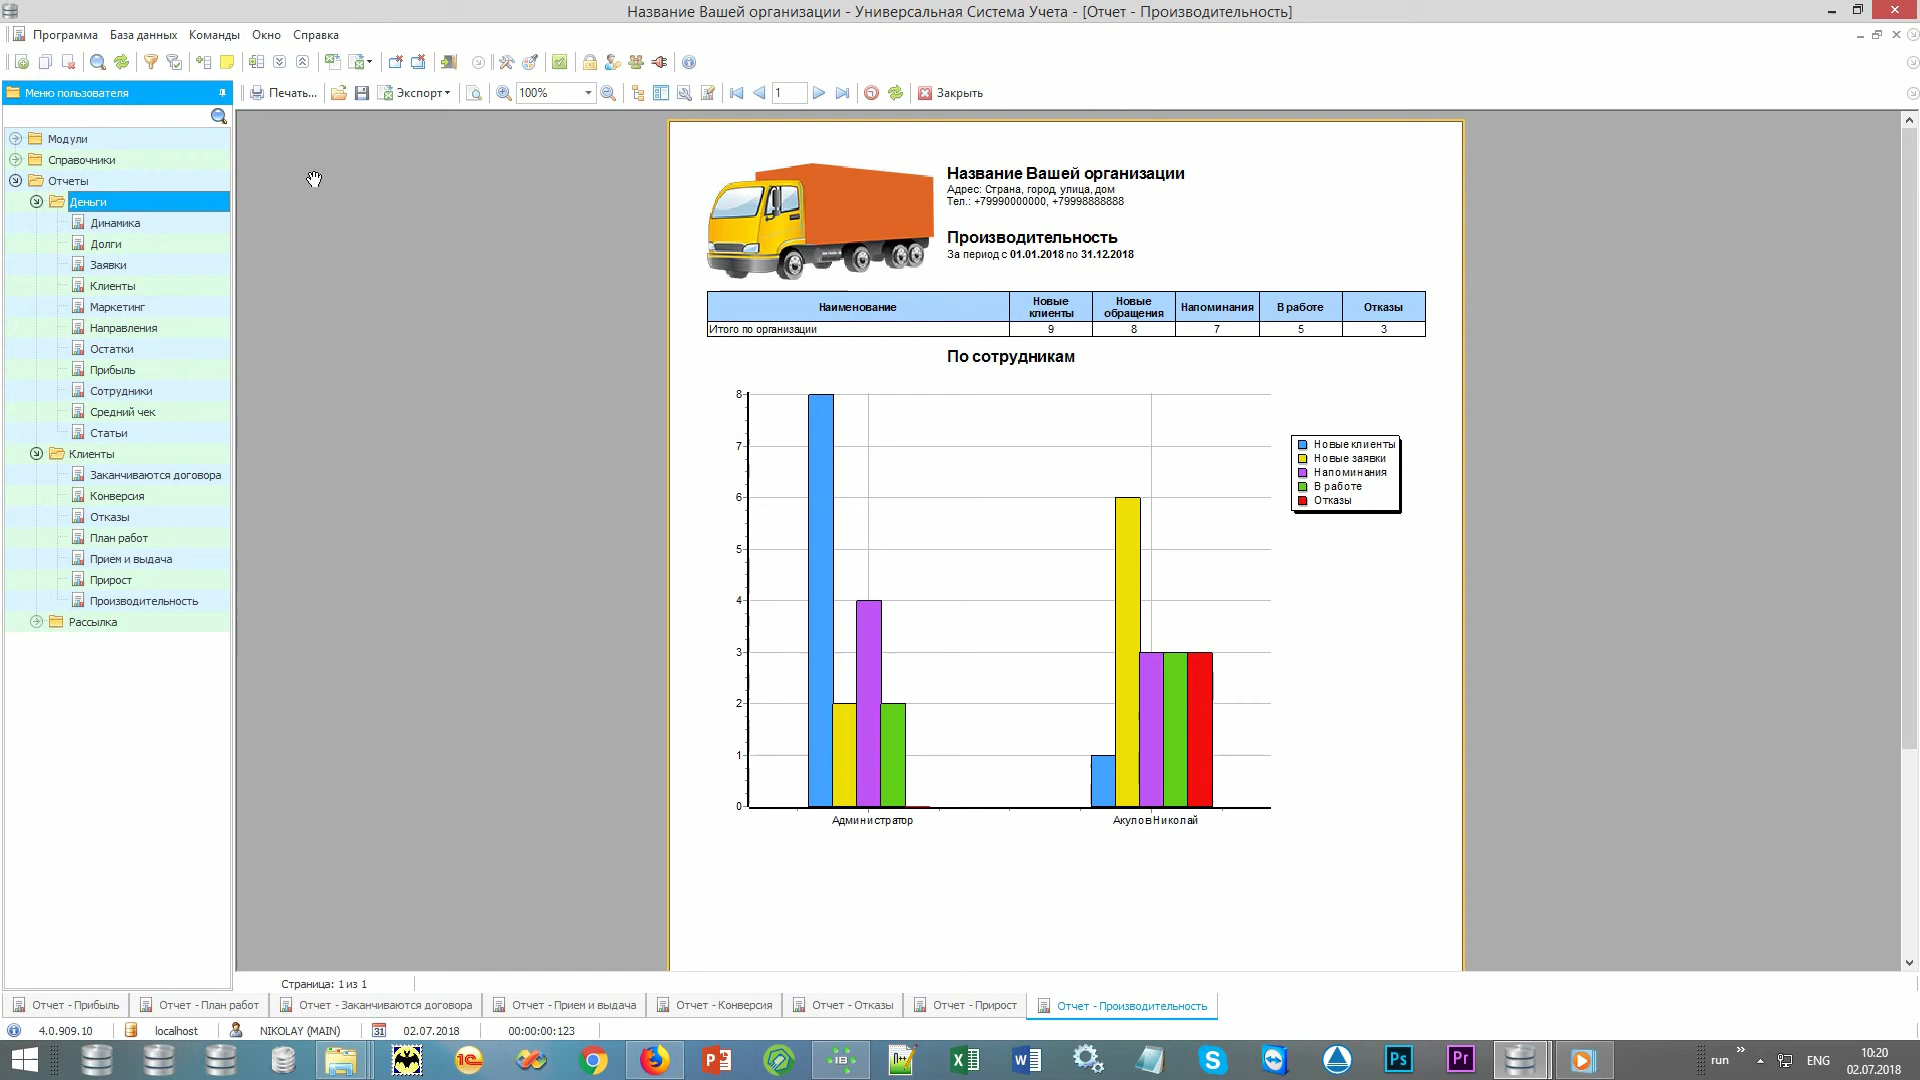 Название Вашей организации - Универсальная Система Учета - [Отчет - Производительность]
Программа База данных Команды Окно Справка
Меню пользователя
Печать... Экспорт 100% 1 Закрыть
Модули
Справочники
Отчеты
Деньги
Динамика
Долги
Заявки
Клиенты
Маркетинг
Направления
Остатки
Прибыль
Сотрудники
Средний чек
Статьи
Клиенты
Заканчиваются договора
Конверсия
Отказы
План работ
Прием и выдача
Прирост
Производительность
Рассылка
Название Вашей организации
Адрес: Страна, город, улица, дом
Тел.: +79990000000, +79998888888
Производительность
За период с 01.01.2018 по 31.12.2018
Наименование Новые клиенты Новые обращения Напоминания В работе Отказы
Итого по организации 9 8 7 5 3
По сотрудникам
8
7
6
5
4
3
2
1
0
Администратор Акулов Николай
Новые клиенты
Новые заявки
Напоминания
В работе
Отказы
Страница: 1 из 1
Отчет - Прибыль Отчет - План работ Отчет - Заканчиваются договора Отчет - Прием и выдача Отчет - Конверсия Отчет - Отказы Отчет - Прирост Отчет - Производительность
4.0.909.10 localhost NIKOLAY (MAIN) 31 02.07.2018 00:00:00:123
1C IB Ps Pr run » ENG 10:20
02.07.2018